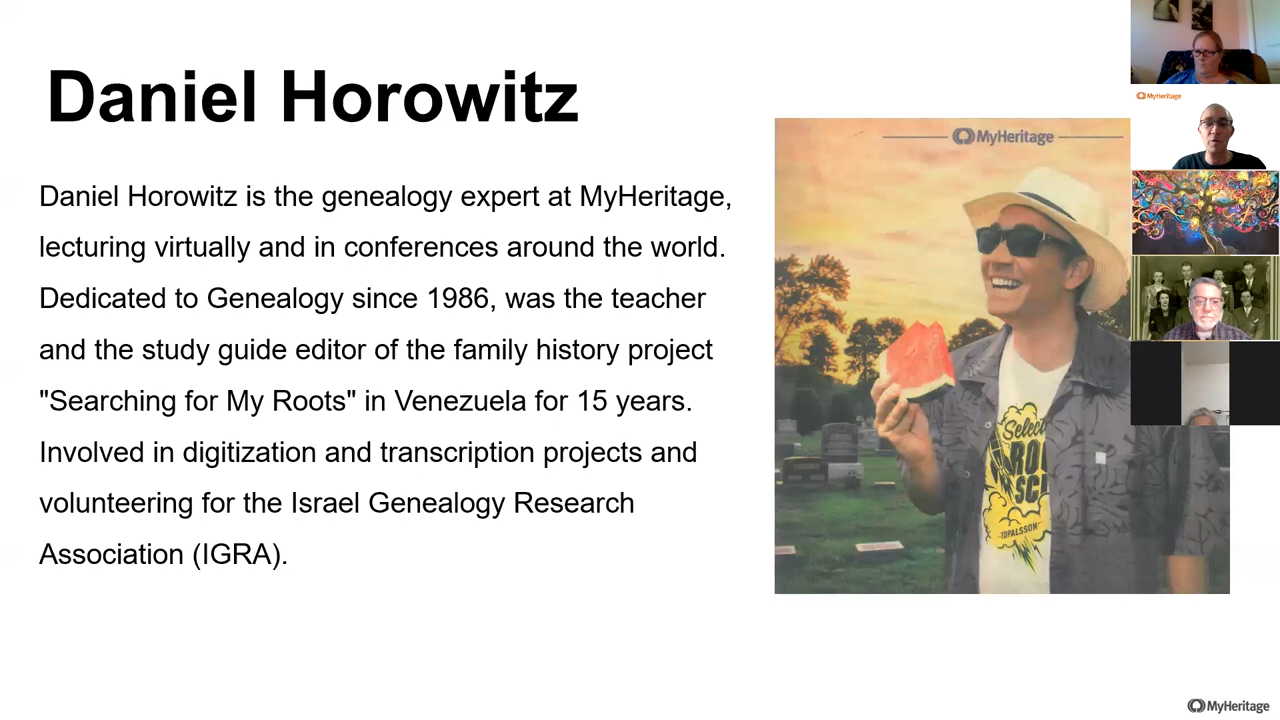 Daniel Horowitz
Daniel Horowitz is the genealogy expert at MyHeritage,
lecturing virtually and in conferences around the world.
Dedicated to Genealogy since 1986, was the teacher
and the study guide editor of the family history project
"Searching for My Roots" in Venezuela for 15 years.
Involved in digitization and transcription projects and
volunteering for the Israel Genealogy Research
Association (IGRA).
MyHeritage
Select
TOPALSSON
MyHeritage
MyHeritage